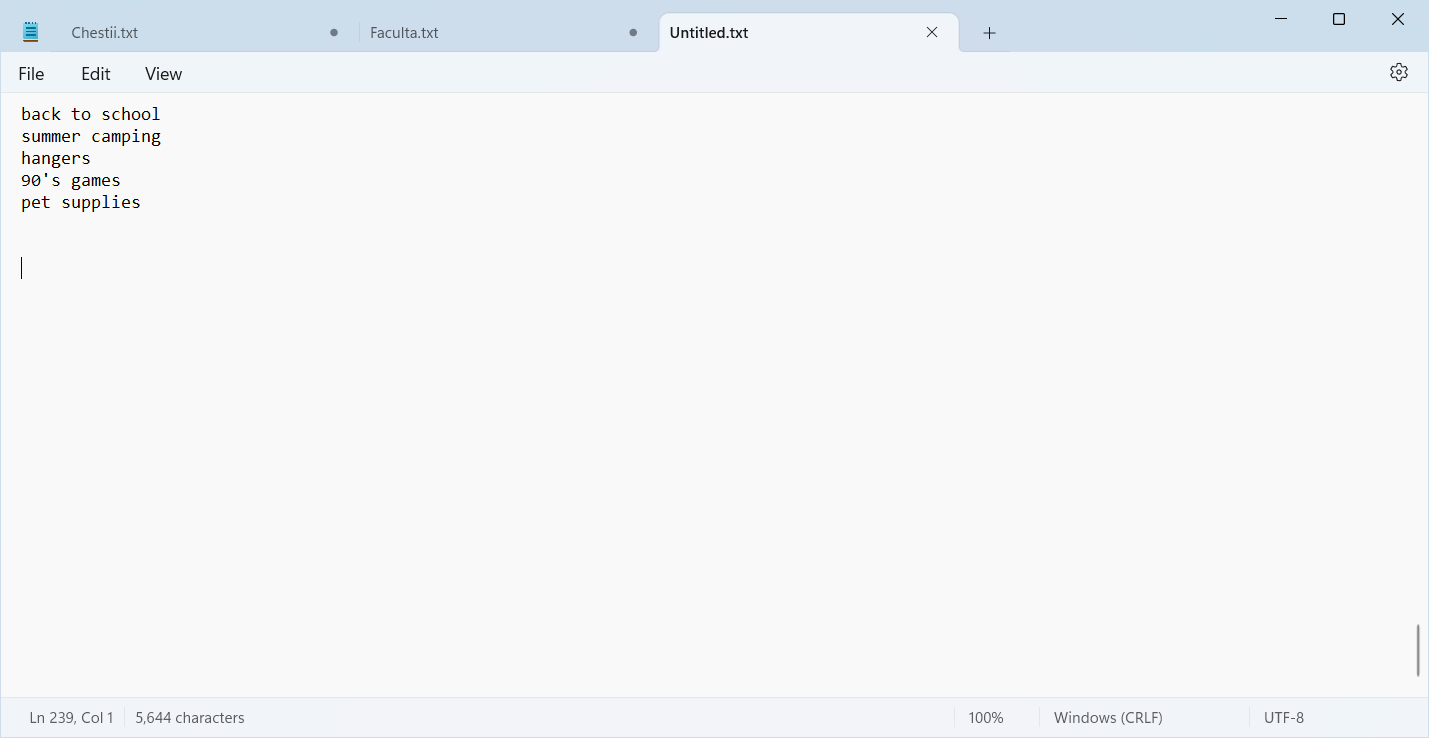 Chestii.txt Faculta.txt Untitled.txt
File Edit View
back to school
summer camping
hangers
90's games
pet supplies
Ln 239, Col 1 5,644 characters 100% Windows (CRLF) UTF-8